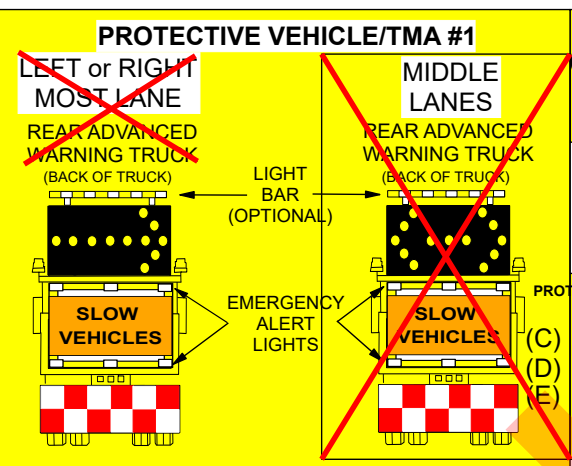 PROTECTIVE VEHICLE/TMA #1
LEFT or RIGHT
MOST LANE
REAR ADVANCED
WARNING TRUCK
(BACK OF TRUCK)
SLOW
VEHICLES
LIGHT
BAR
(OPTIONAL)
EMERGENCY
ALERT
LIGHTS
MIDDLE
LANES
REAR ADVANCED
WARNING TRUCK
(BACK OF TRUCK)
SLOW
VEHICLES
PROT
(C)
(D)
(E)